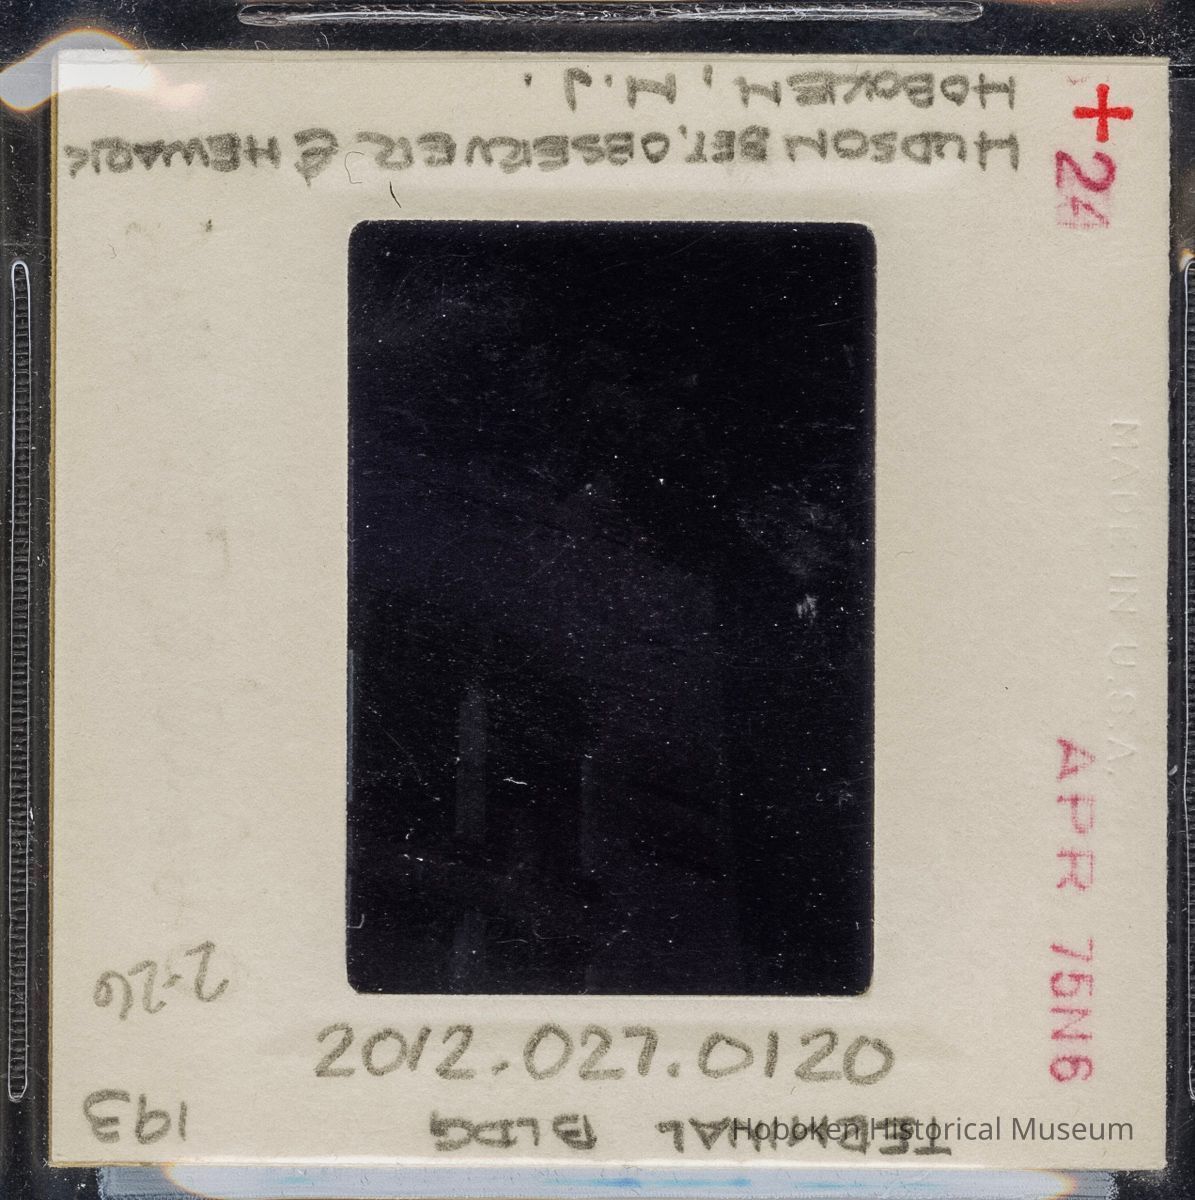 TERMINAL BLDG 193
HUDSON BET. OBSERVER & NEWARK
HOBOKEN, N.J.
+24
MADE IN U.S.A.
APR 75N6
2-26
2012.027.0120
Hoboken Historical Museum